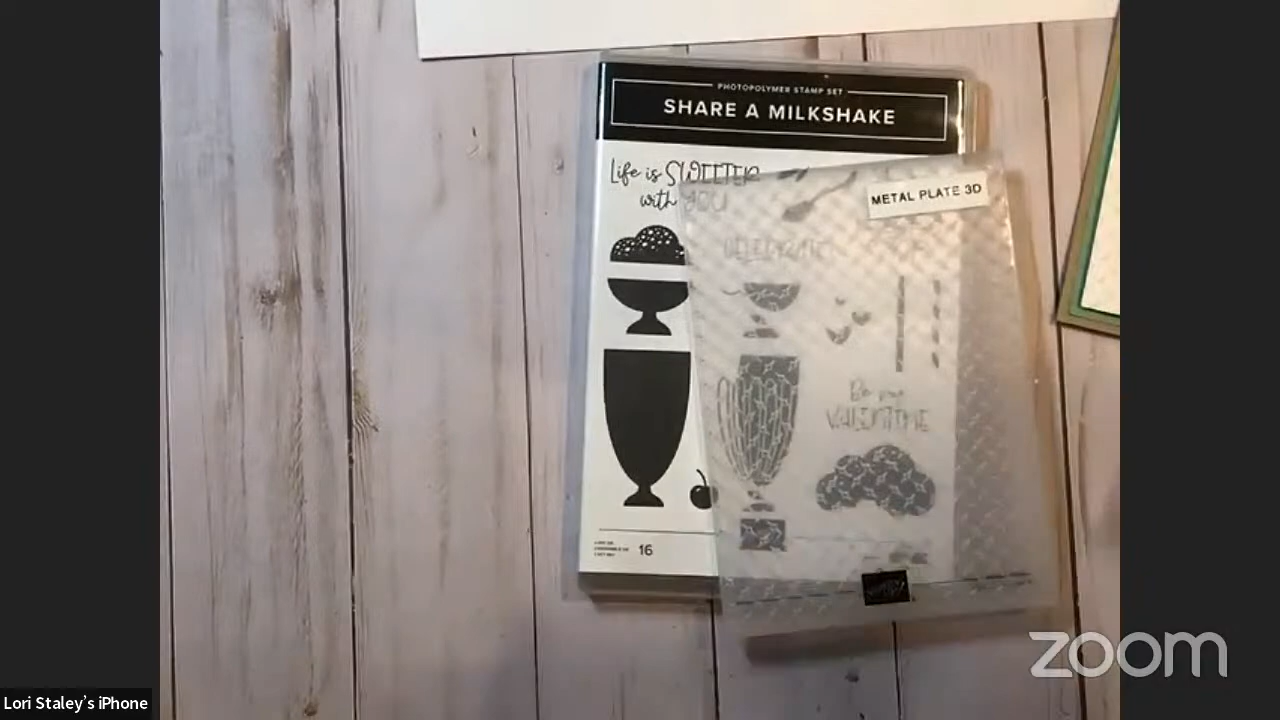 PHOTOPOLYMER STAMP SET
SHARE A MILKSHAKE
Life is SWEETER
with YOU
METAL PLATE 3D
CELEBRATE
Be my
VALENTINE
16
zoom
Lori Staley's iPhone